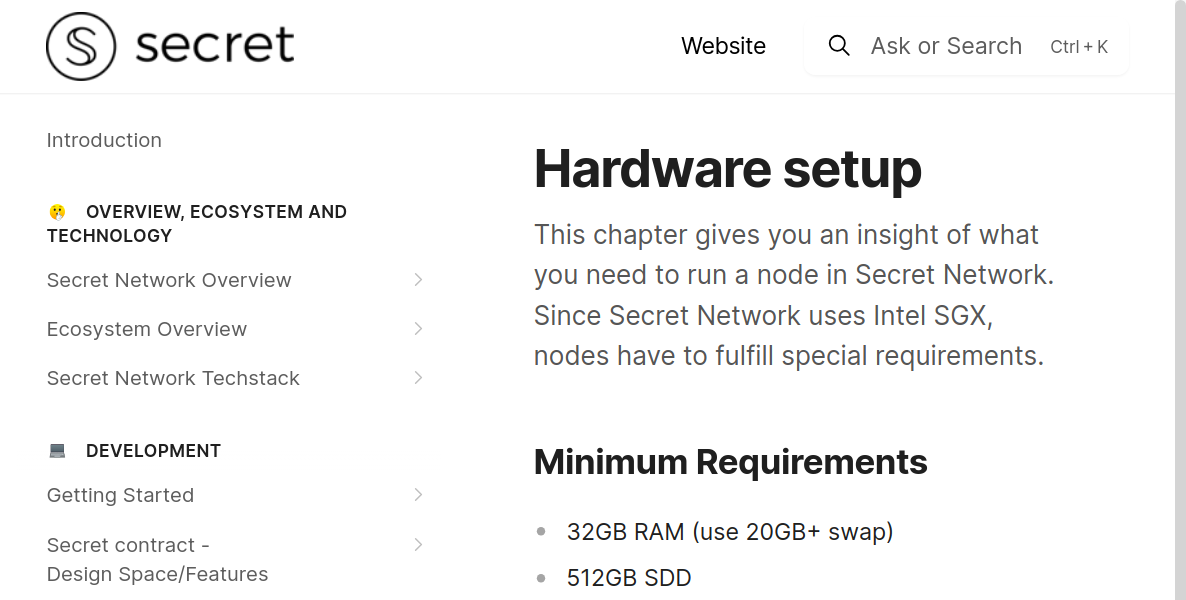 secret
Website
Ask or Search Ctrl + K
Introduction
OVERVIEW, ECOSYSTEM AND
TECHNOLOGY
Secret Network Overview
Ecosystem Overview
Secret Network Techstack
DEVELOPMENT
Getting Started
Secret contract -
Design Space/Features
Hardware setup
This chapter gives you an insight of what
you need to run a node in Secret Network.
Since Secret Network uses Intel SGX,
nodes have to fulfill special requirements.
Minimum Requirements
32GB RAM (use 20GB+ swap)
512GB SDD